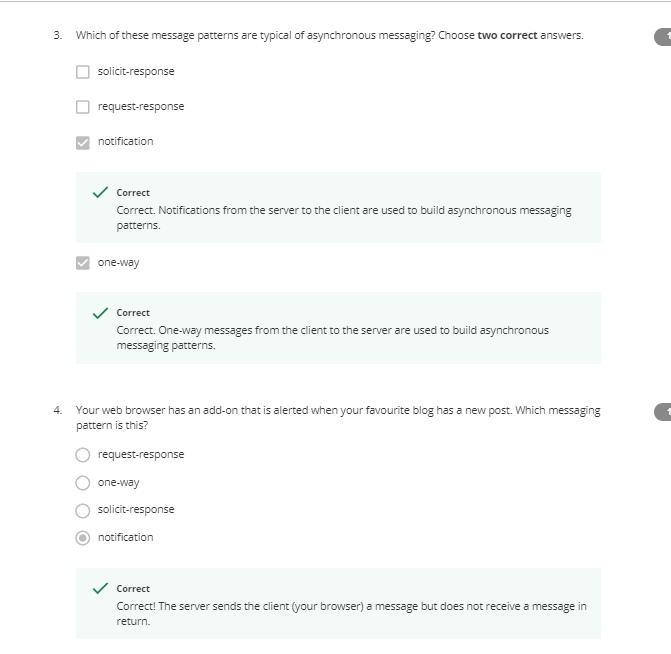 3. Which of these message patterns are typical of asynchronous messaging? Choose two correct answers.
solicit-response
request-response
notification
Correct
Correct. Notifications from the server to the client are used to build asynchronous messaging
patterns.
one-way
Correct
Correct. One-way messages from the client to the server are used to build asynchronous
messaging patterns.
4. Your web browser has an add-on that is alerted when your favourite blog has a new post. Which messaging
pattern is this?
request-response
one-way
solicit-response
notification
Correct
Correct! The server sends the client (your browser) a message but does not receive a message in
return.